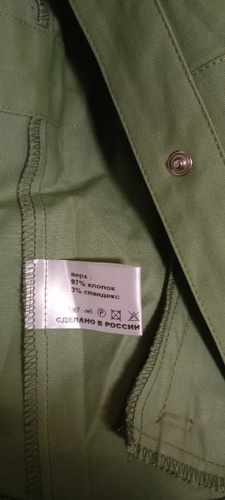 верх :
97% хлопок
3% спандекс
P
СДЕЛАНО В РОССИИ